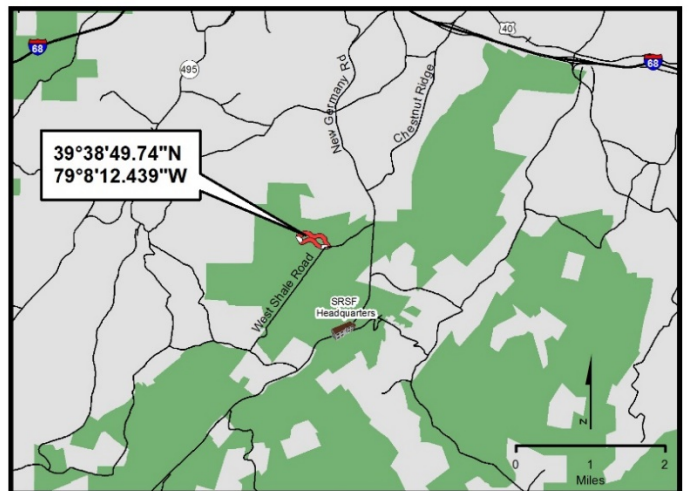 68
495
40
68
New Germany Rd
Chestnut Ridge
39°38'49.74"N
79°8'12.439"W
West Shale Road
SRSF
Headquarters
z
0 1 2
Miles